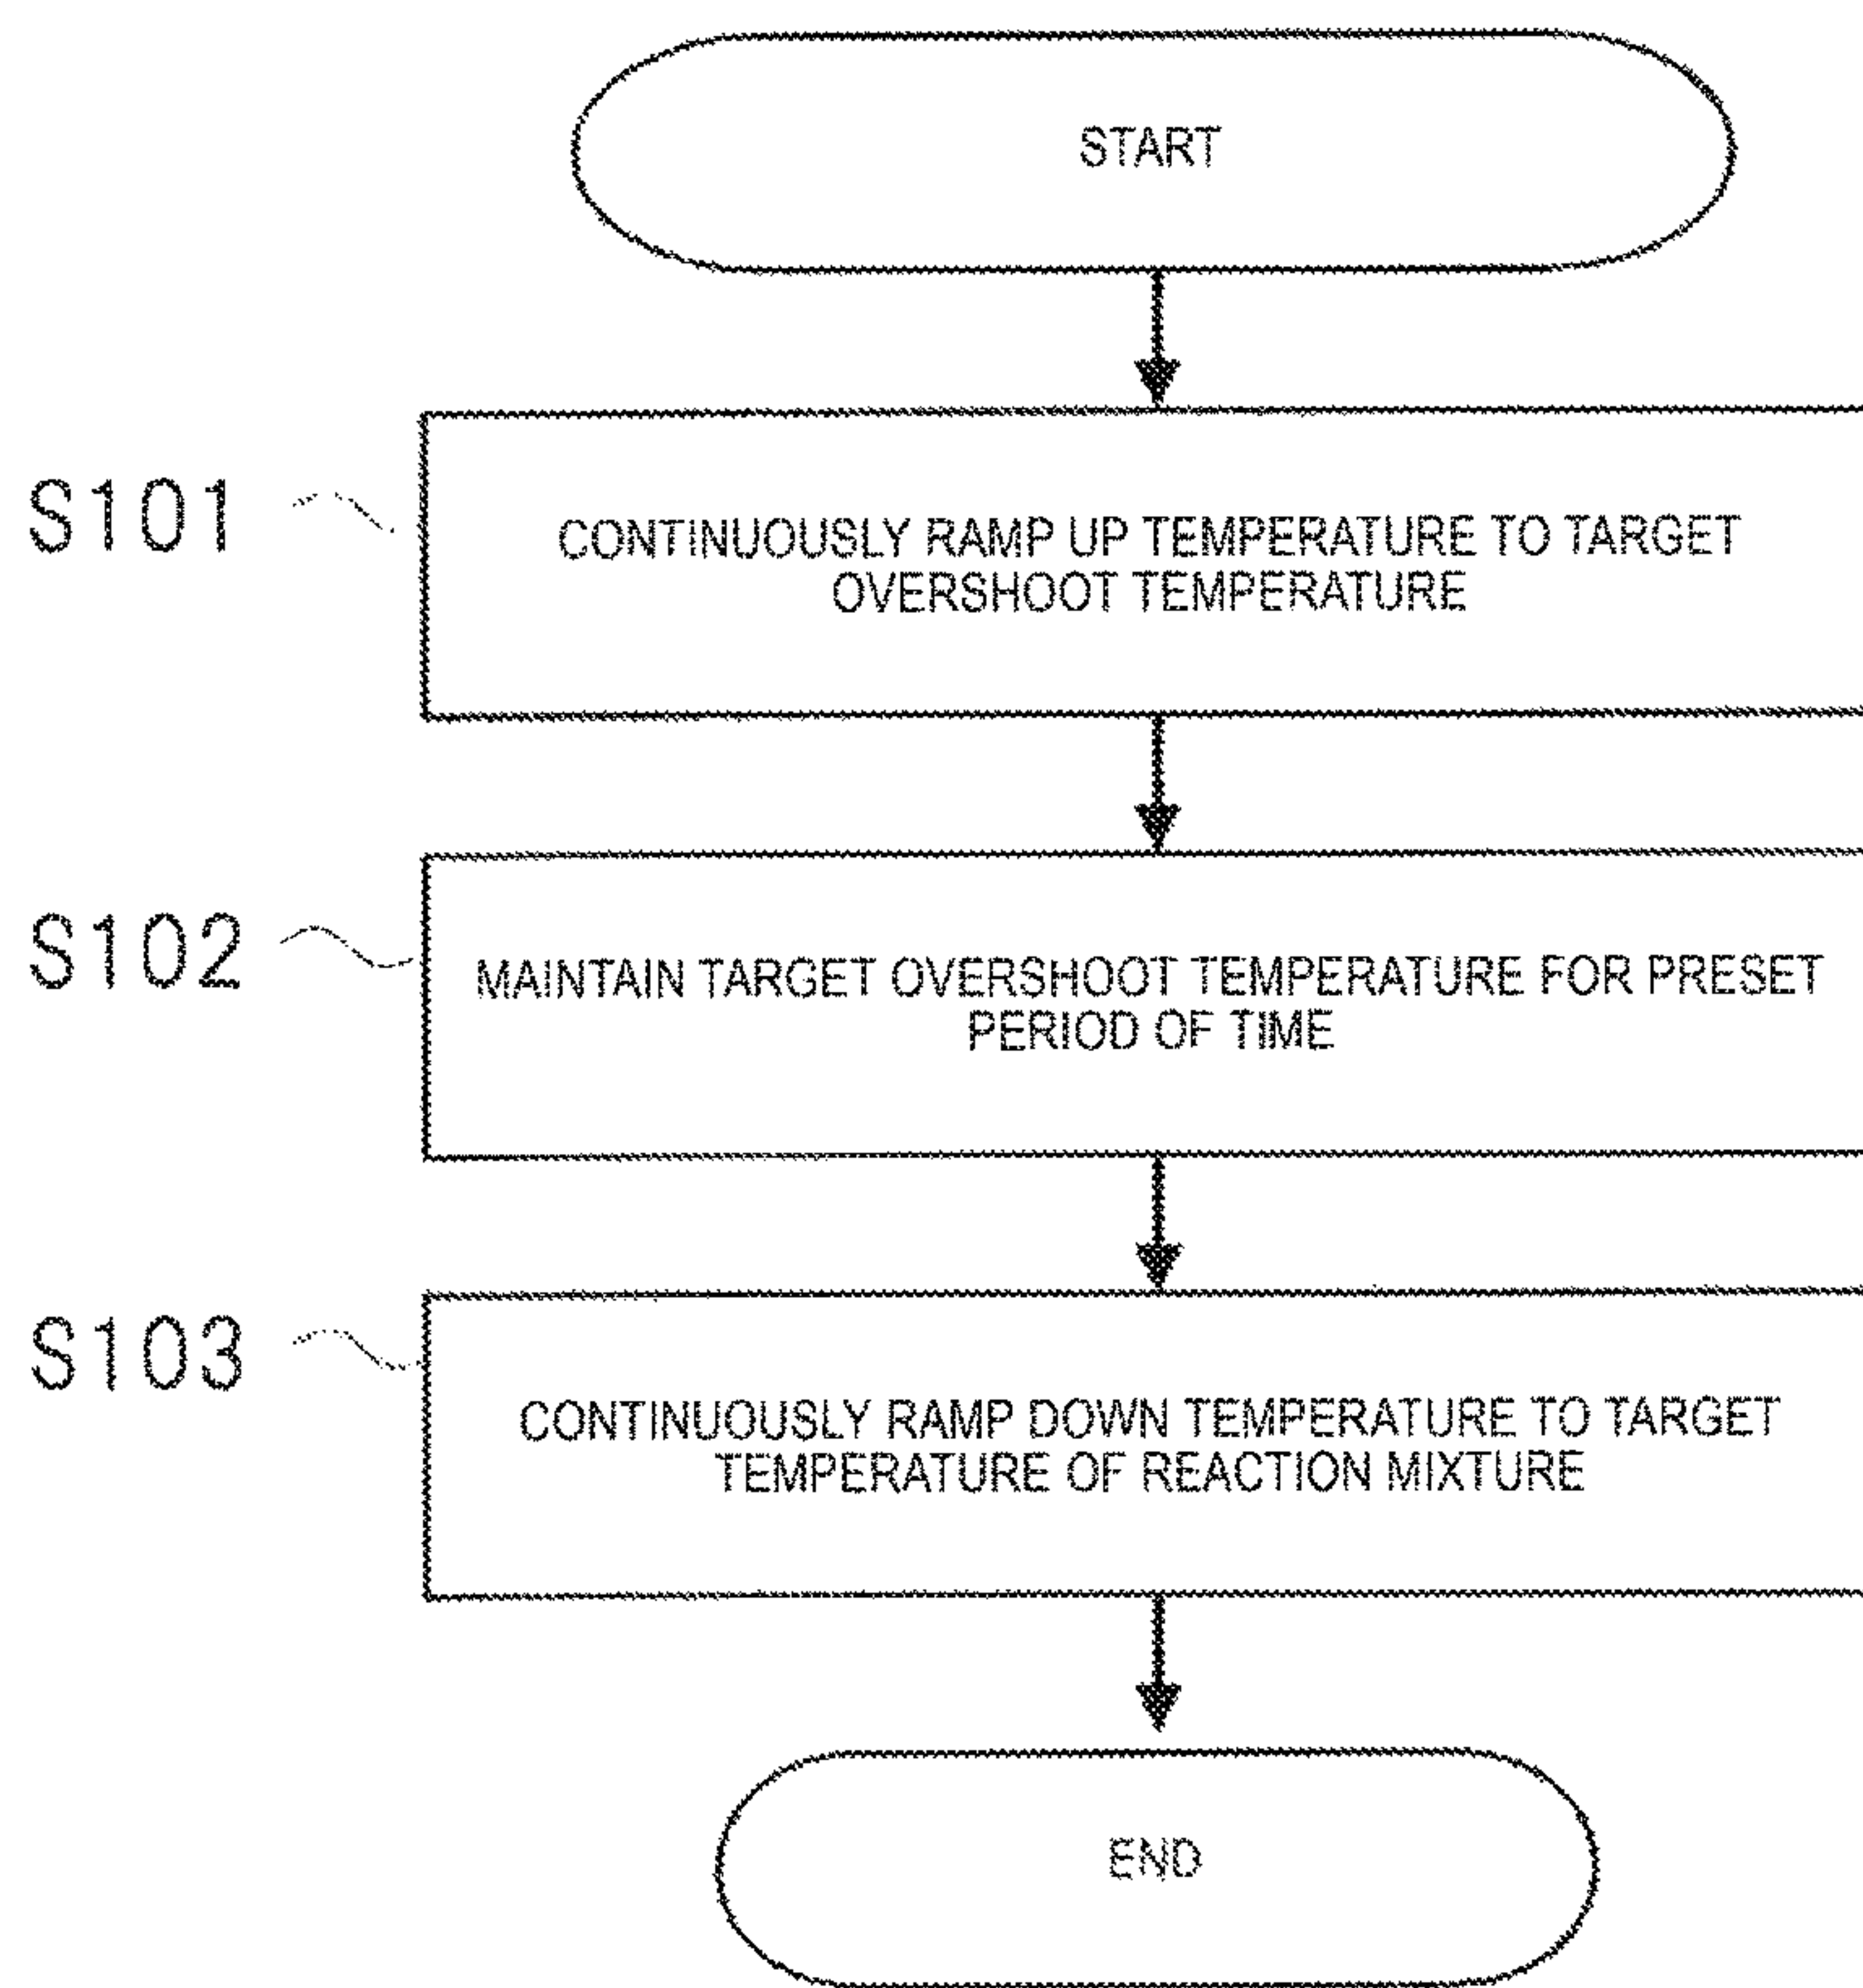 START
S101
CONTINUOUSLY RAMP UP TEMPERATURE TO TARGET
OVERSHOOT TEMPERATURE
S102
MAINTAIN TARGET OVERSHOOT TEMPERATURE FOR PRESET
PERIOD OF TIME
S103
CONTINUOUSLY RAMP DOWN TEMPERATURE TO TARGET
TEMPERATURE OF REACTION MIXTURE
END